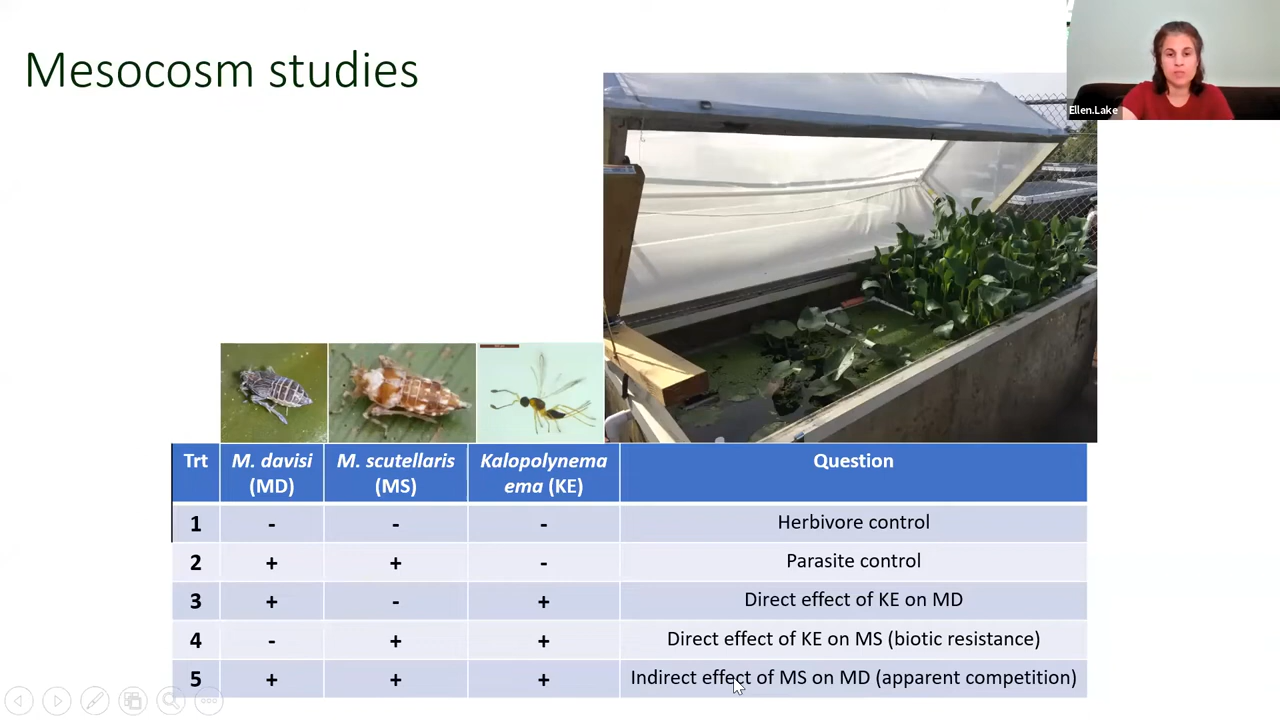 Mesocosm studies
Ellen.Lake
Trt
M. davisi
(MD)
M. scutellaris
(MS)
Kalopolynema
ema (KE)
Question
1 - - - Herbivore control
2 + + - Parasite control
3 + - + Direct effect of KE on MD
4 - + + Direct effect of KE on MS (biotic resistance)
5 + + + Indirect effect of MS on MD (apparent competition)